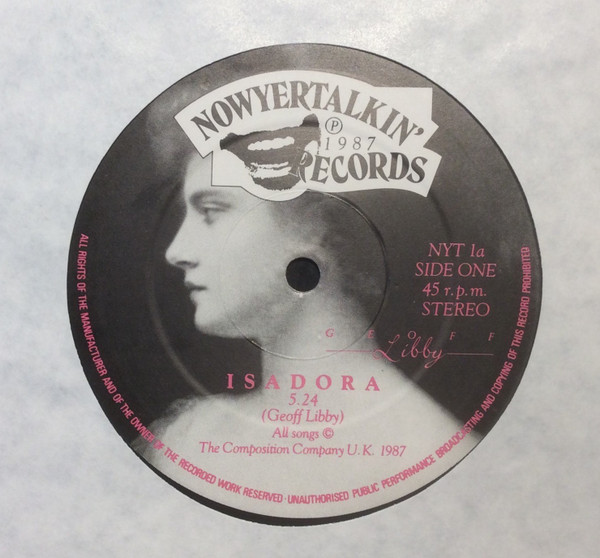 NOWYERTALKIN'
RECORDS
Ⓟ
1987
NYT 1a
SIDE ONE
45 r.p.m.
STEREO
GEOFF
Libby
ISADORA
5.24
(Geoff Libby)
All songs ©
The Composition Company U.K. 1987
ALL RIGHTS OF THE MANUFACTURER AND OF THE OWNER OF THE RECORDED WORK RESERVED · UNAUTHORISED PUBLIC PERFORMANCE BROADCASTING AND COPYING OF THIS RECORD PROHIBITED